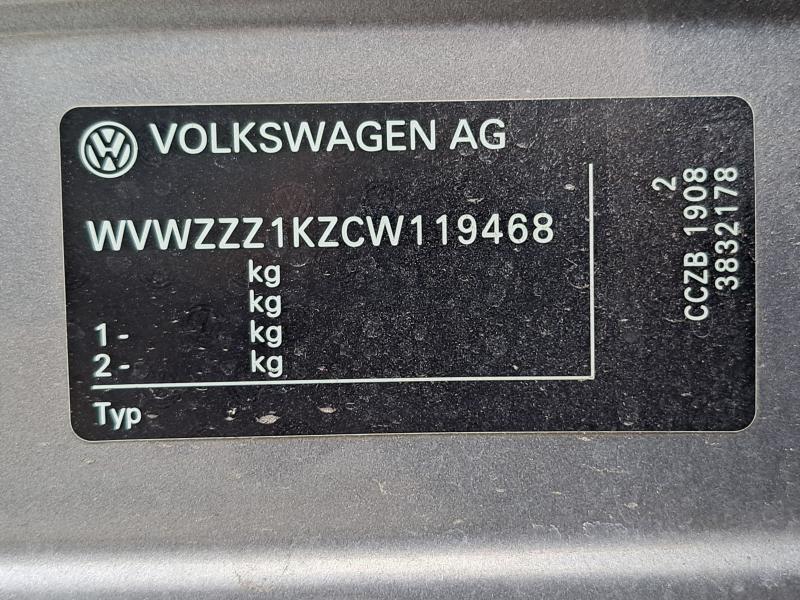 VOLKSWAGEN AG
WVWZZZ1KZCW119468
kg
kg
1- kg
2- kg
Typ
2
CCZB 1908
3832178